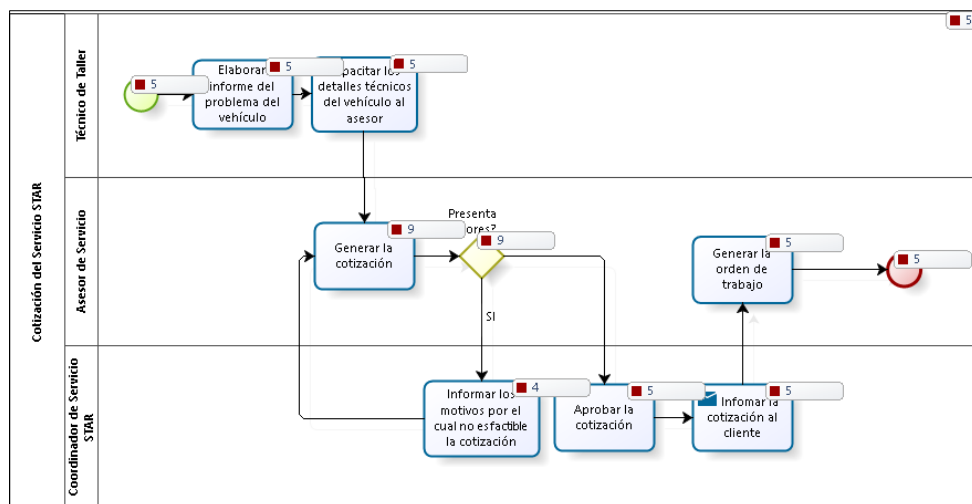 Cotización del Servicio STAR
Técnico de Taller
5
5
Elaborar
informe del
problema del
vehículo
5
5
los
detalles técnicos
del vehículo al
asesor
5
Asesor de Servicio
Generar la
cotización
9
Presenta
9
SI
Generar la
orden de
trabajo
5
5
Coordinador de Servicio
STAR
Informar los
motivos por el
cual no es factible
la cotización
4
Aprobar la
cotización
5
Infomar la
cotización al
cliente
5